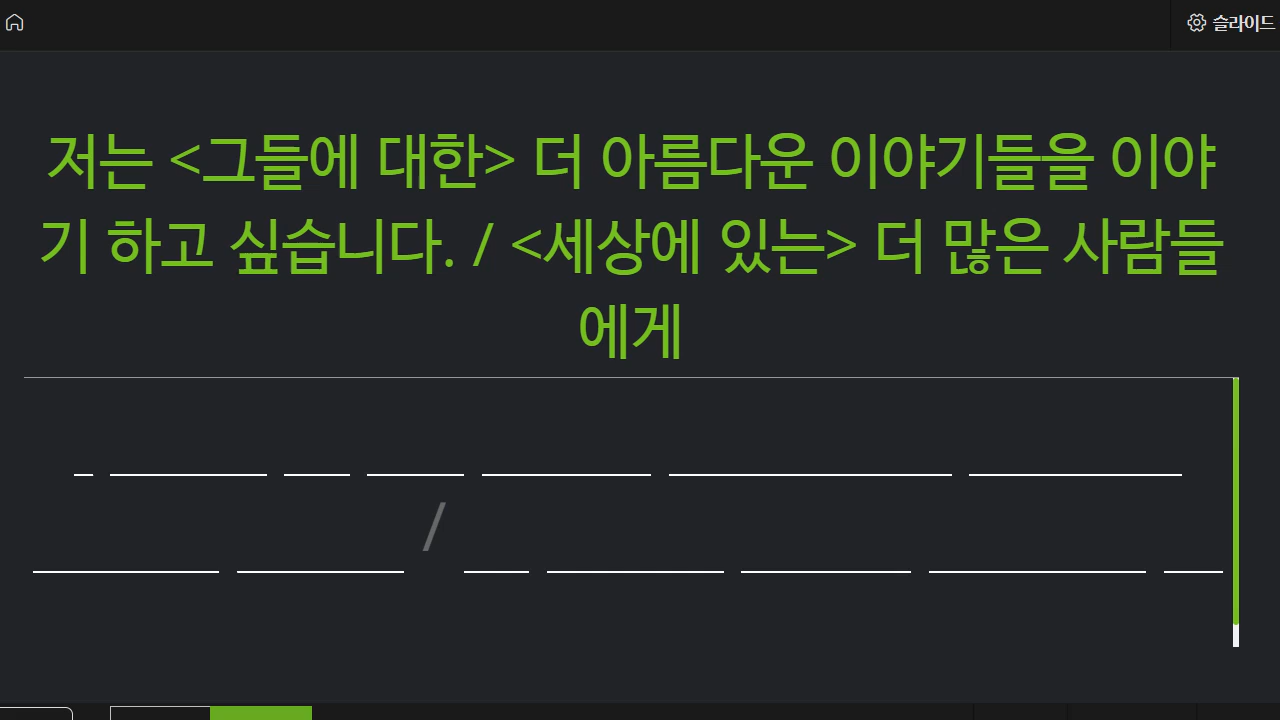 슬라이드
저는 <그들에 대한> 더 아름다운 이야기들을 이야
기 하고 싶습니다. / <세상에 있는> 더 많은 사람들
에게
/